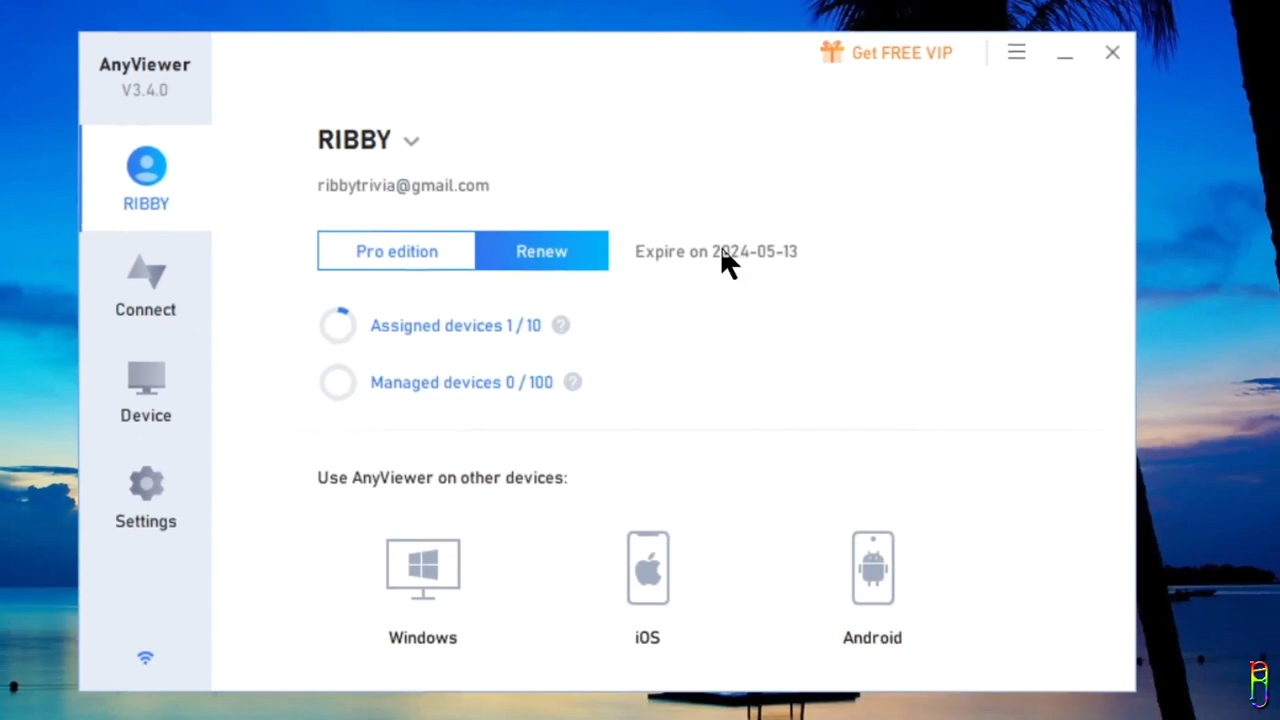 AnyViewer
V3.4.0
Get FREE VIP
RIBBY
ribbytrivia@gmail.com
Pro edition
Renew
Expire on 2024-05-13
Assigned devices 1 / 10 ?
Managed devices 0 / 100 ?
Use AnyViewer on other devices:
Windows
iOS
Android
RIBBY
Connect
Device
Settings